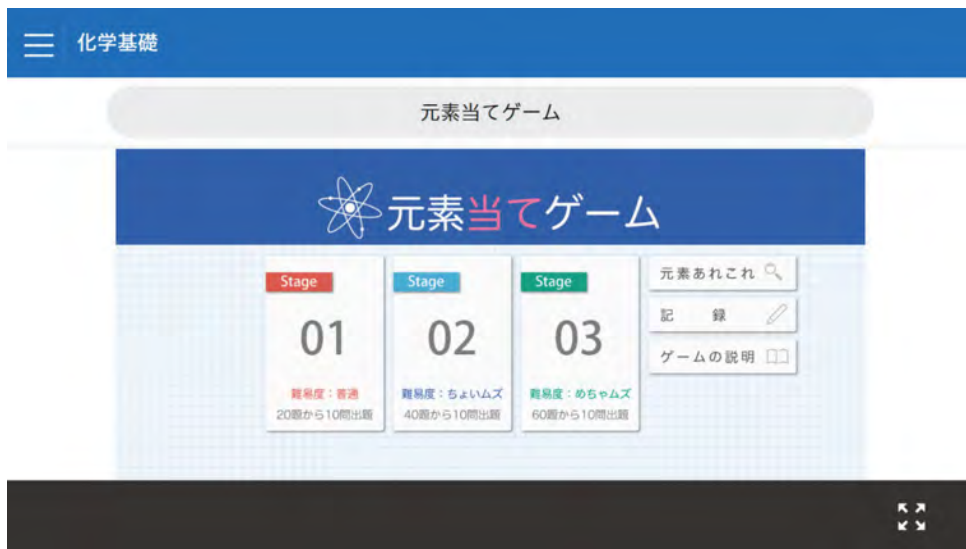 化学基礎
元素当てゲーム
元素当てゲーム
Stage
01
難易度：普通
20題から10問出題
Stage
02
難易度：ちょいムズ
40題から10問出題
Stage
03
難易度：めちゃムズ
60題から10問出題
元素あれこれ
記 録
ゲームの説明